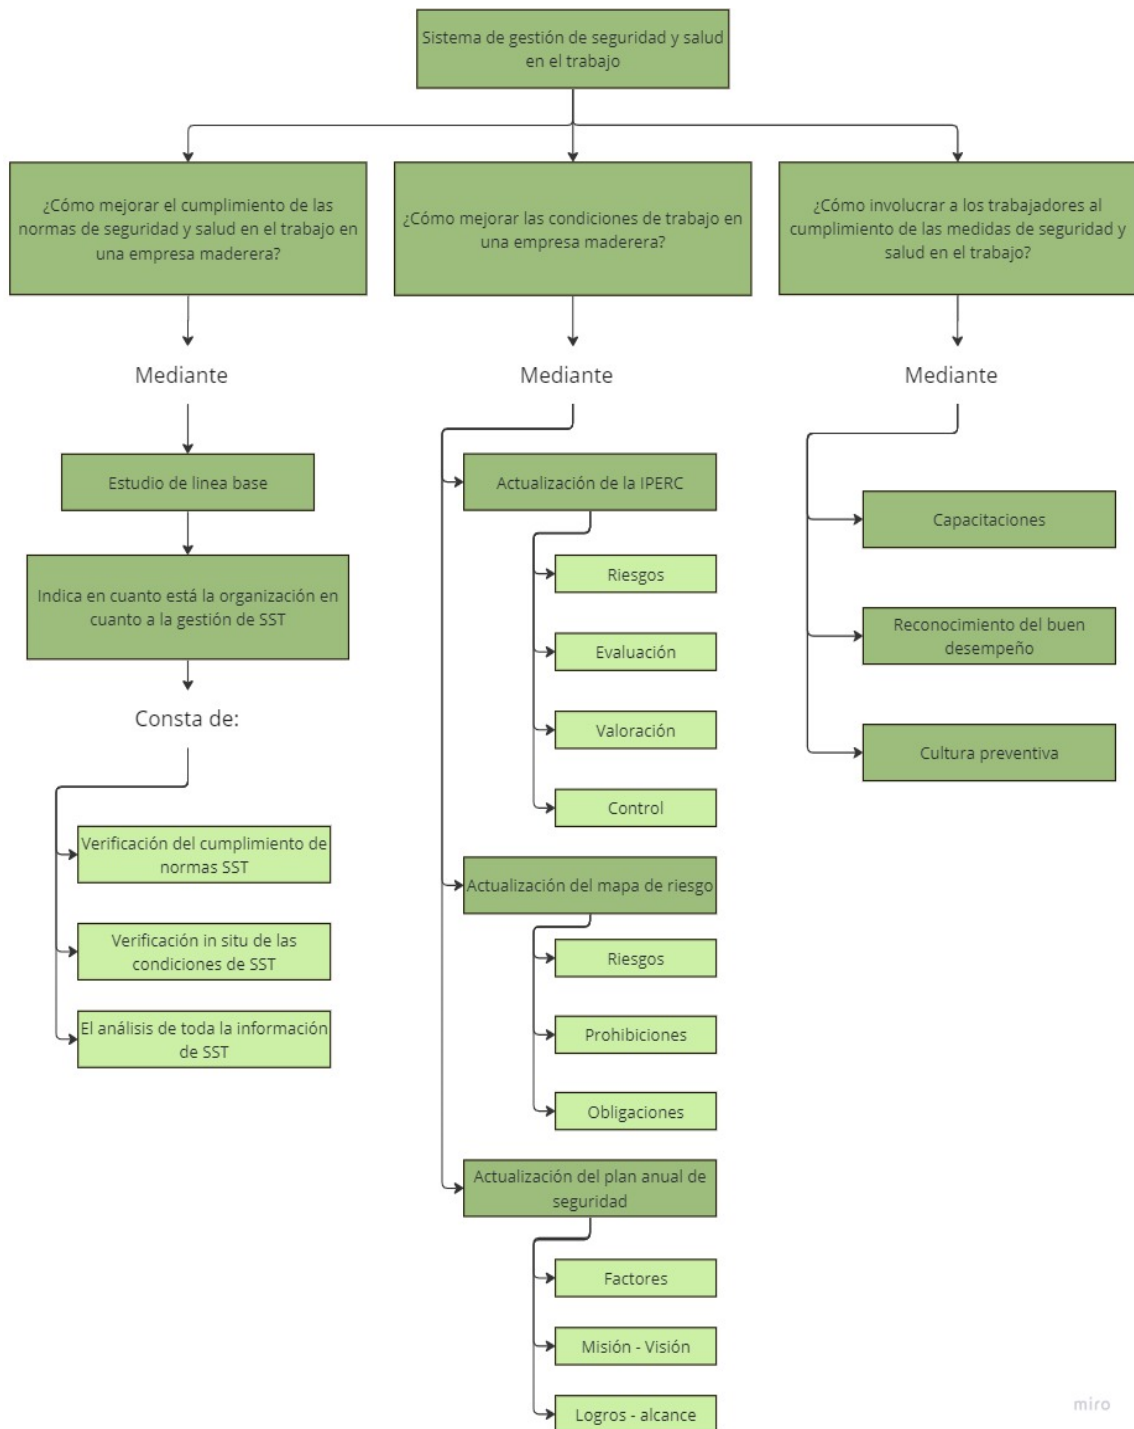 Sistema de gestión de seguridad y salud
en el trabajo
¿Cómo mejorar el cumplimiento de las
normas de seguridad y salud en el trabajo en
una empresa maderera?
Mediante
Estudio de linea base
Indica en cuanto está la organización en
cuanto a la gestión de SST
Consta de:
Verificación del cumplimiento de
normas SST
Verificación in situ de las
condiciones de SST
El análisis de toda la información
de SST
¿Cómo mejorar las condiciones de trabajo en
una empresa maderera?
Mediante
Actualización de la IPERC
Riesgos
Evaluación
Valoración
Control
Actualización del mapa de riesgo
Riesgos
Prohibiciones
Obligaciones
Actualización del plan anual de
seguridad
Factores
Misión - Visión
Logros - alcance
¿Cómo involucrar a los trabajadores al
cumplimiento de las medidas de seguridad y
salud en el trabajo?
Mediante
Capacitaciones
Reconocimiento del buen
desempeño
Cultura preventiva
miro